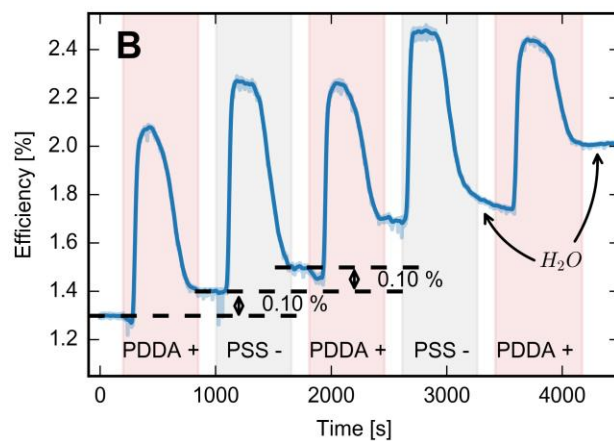 B
Efficiency [%]
2.4
2.2
2.0
1.8
1.6
1.4
1.2
H₂O
0.10 %
0.10 %
PDDA +
PSS -
PDDA +
PSS -
PDDA +
0
1000
2000
3000
4000
Time [s]